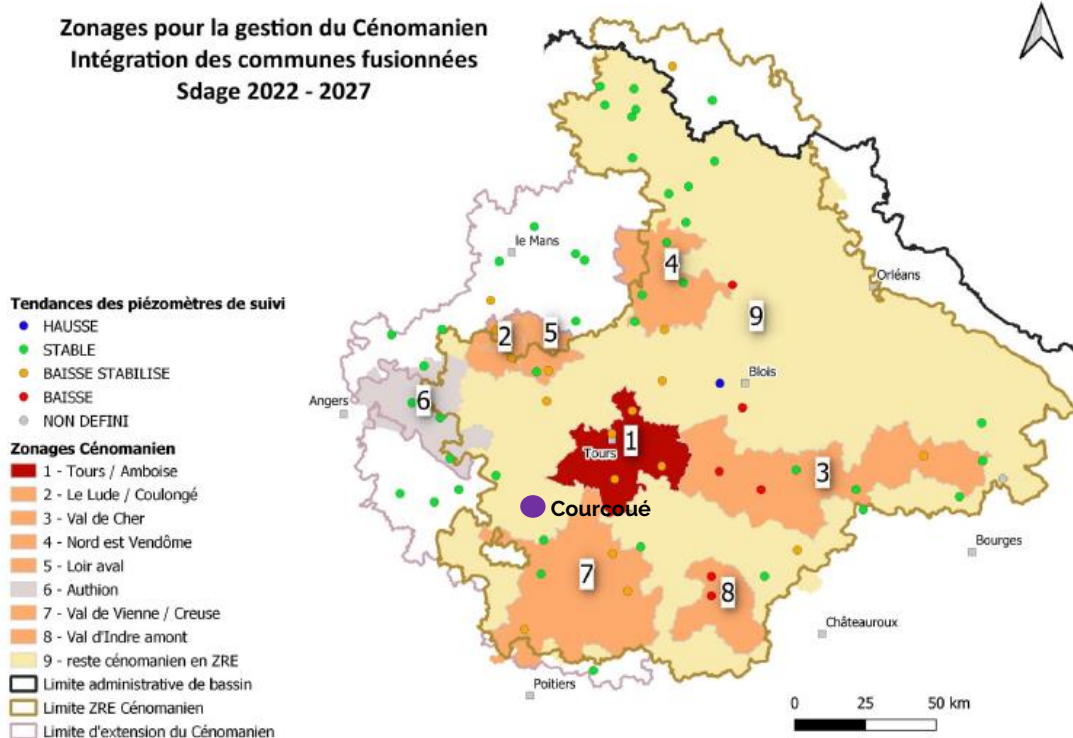 Zonages pour la gestion du Cénomanien
Intégration des communes fusionnées
Sdage 2022 - 2027
le Mans
4
Orléans
Tendances des piézomètres de suivi
HAUSSE
STABLE
BAISSE STABILISE
BAISSE
NON DEFINI
9
2
5
Blois
Angers
6
1
Tours
3
Courcoué
Bourges
7
8
Châteauroux
Poitiers
Zonages Cénomanien
1 - Tours / Amboise
2 - Le Lude / Coulongé
3 - Val de Cher
4 - Nord est Vendôme
5 - Loir aval
6 - Authion
7 - Val de Vienne / Creuse
8 - Val d'Indre amont
9 - reste cénomanien en ZRE
Limite administrative de bassin
Limite ZRE Cénomanien
Limite d'extension du Cénomanien
0 25 50 km